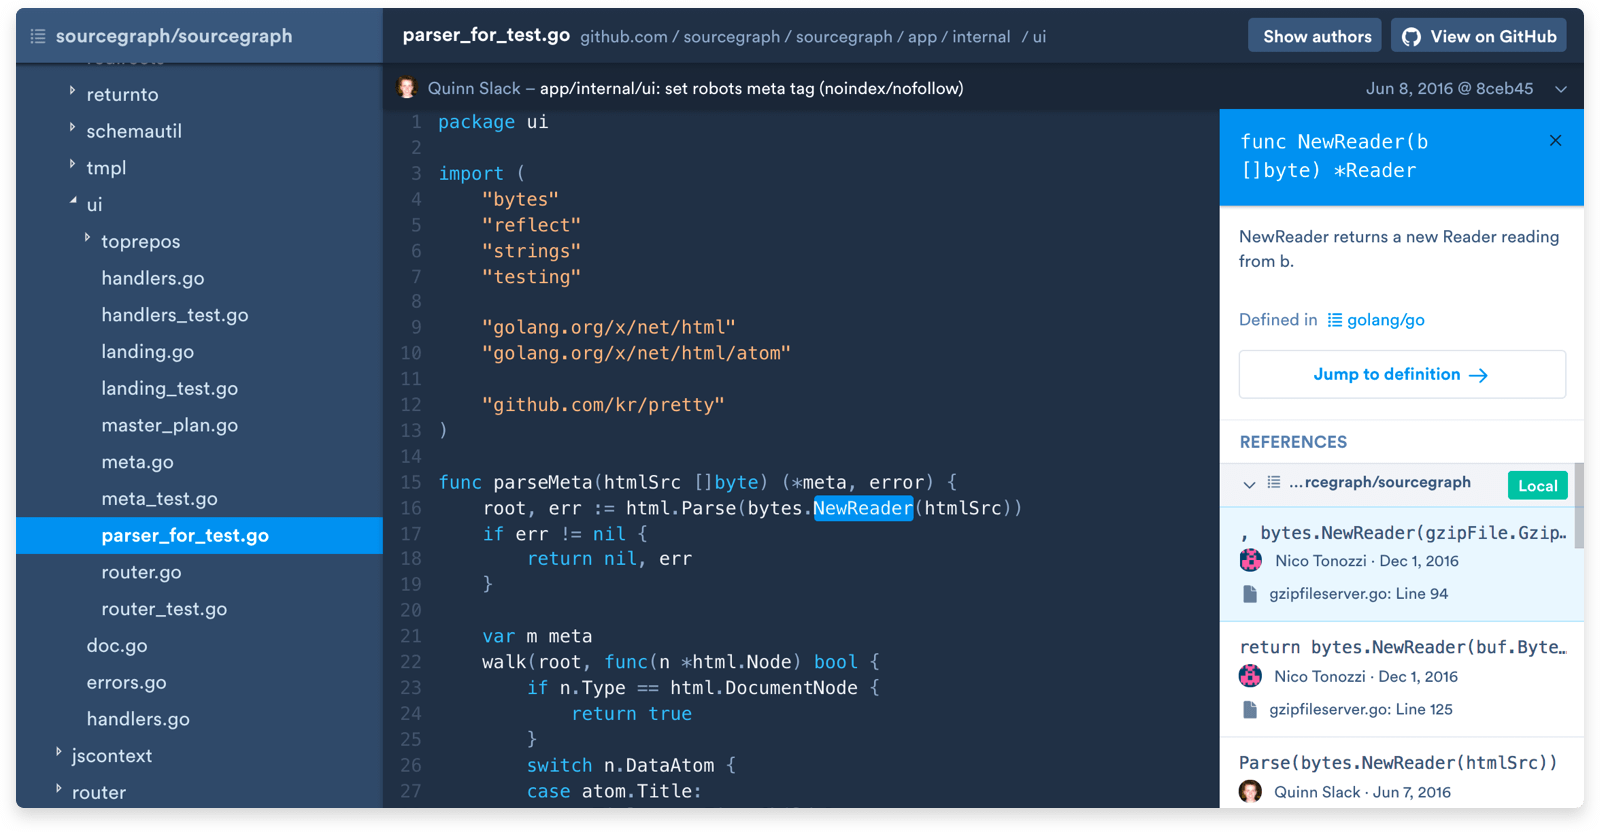 sourcegraph/sourcegraph
returnto
schemautil
tmpl
ui
toprepos
handlers.go
handlers_test.go
landing.go
landing_test.go
master_plan.go
meta.go
meta_test.go
parser_for_test.go
router.go
router_test.go
doc.go
errors.go
handlers.go
jscontext
router
parser_for_test.go github.com / sourcegraph / sourcegraph / app / internal / ui
Show authors
View on GitHub
Quinn Slack – app/internal/ui: set robots meta tag (noindex/nofollow)
Jun 8, 2016 @ 8ceb45
1 package ui
2
3 import (
4 "bytes"
5 "reflect"
6 "strings"
7 "testing"
8
9 "golang.org/x/net/html"
10 "golang.org/x/net/html/atom"
11
12 "github.com/kr/pretty"
13 )
14
15 func parseMeta(htmlSrc []byte) (*meta, error) {
16 root, err := html.Parse(bytes.NewReader(htmlSrc))
17 if err != nil {
18 return nil, err
19 }
20
21 var m meta
22 walk(root, func(n *html.Node) bool {
23 if n.Type == html.DocumentNode {
24 return true
25 }
26 switch n.DataAtom {
27 case atom.Title:
func NewReader(b
[]byte) *Reader
NewReader returns a new Reader reading
from b.
Defined in golang/go
Jump to definition →
REFERENCES
...rcegraph/sourcegraph
Local
, bytes.NewReader(gzipFile.Gzip…
Nico Tonozzi · Dec 1, 2016
gzipfileserver.go: Line 94
return bytes.NewReader(buf.Byte…
Nico Tonozzi · Dec 1, 2016
gzipfileserver.go: Line 125
Parse(bytes.NewReader(htmlSrc))
Quinn Slack · Jun 7, 2016